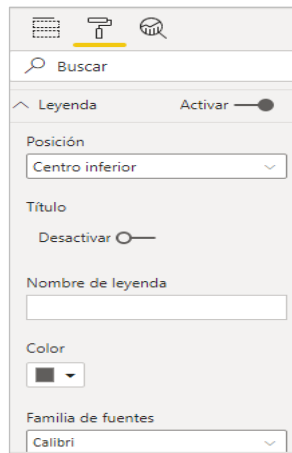 Buscar
Leyenda Activar
Posición
Centro inferior
Título
Desactivar
Nombre de leyenda
Color
Familia de fuentes
Calibri